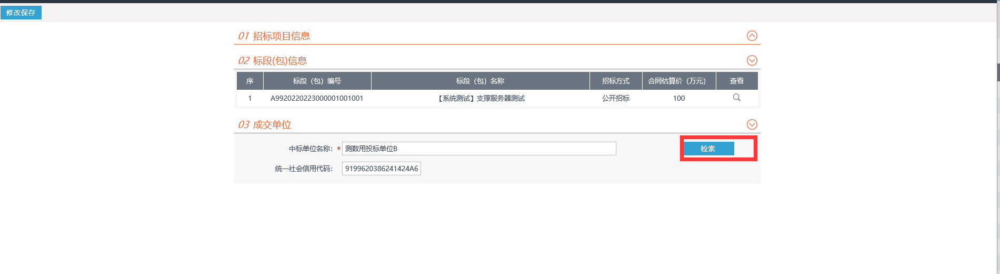 修改保存
01 招标项目信息
02 标段(包)信息
序 标段（包）编号 标段（包）名称 招标方式 合同估算价（万元） 查看
1 A9920220223000001001001 【系统测试】支撑服务器测试 公开招标 100
03 成交单位
中标单位名称：* 测数用投标单位B 检索
统一社会信用代码： 9199620386241424A6